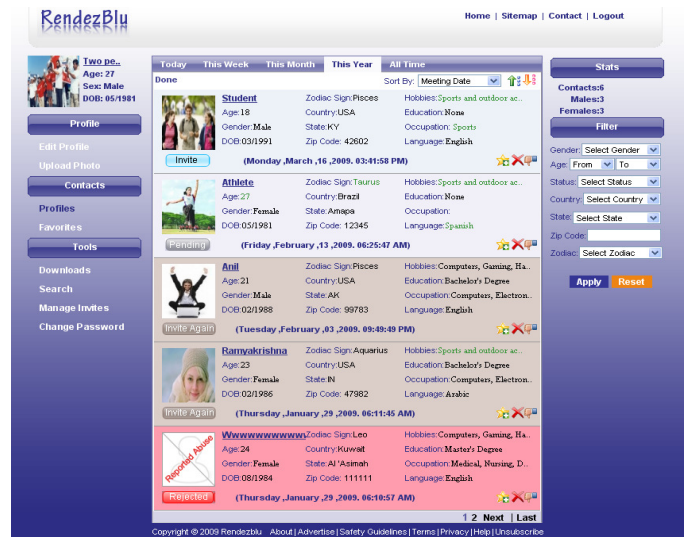 RendezBlu
Home | Sitemap | Contact | Logout
Two pe..
Age: 27
Sex: Male
DOB: 05/1981
Profile
Edit Profile
Upload Photo
Contacts
Profiles
Favorites
Tools
Downloads
Search
Manage Invites
Change Password
Today This Week This Month This Year All Time
Done Sort By: Meeting Date
Student Zodiac Sign:Pisces Hobbies:Sports and outdoor ac..
Age:18 Country:USA Education:None
Gender:Male State:KY Occupation: Sports
DOB:03/1991 Zip Code: 42602 Language:English
Invite (Monday ,March ,16 ,2009. 03:41:58 PM)
Athlete Zodiac Sign:Taurus Hobbies:Sports and outdoor ac..
Age:27 Country:Brazil Education:None
Gender:Female State:Amapa Occupation:
DOB:05/1981 Zip Code: 12345 Language:Spanish
Pending (Friday ,February ,13 ,2009. 06:25:47 AM)
Anil Zodiac Sign:Pisces Hobbies:Computers, Gaming, Ha..
Age:21 Country:USA Education:Bachelor's Degree
Gender:Male State:AK Occupation:Computers, Electron..
DOB:02/1988 Zip Code: 99783 Language:English
Invite Again (Tuesday ,February ,03 ,2009. 09:49:49 PM)
Ramyakrishna Zodiac Sign:Aquarius Hobbies:Sports and outdoor ac..
Age:23 Country:USA Education:Bachelor's Degree
Gender:Female State:IN Occupation:Computers, Electron..
DOB:02/1986 Zip Code: 47982 Language:Arabic
Invite Again (Thursday ,January ,29 ,2009. 06:11:45 AM)
Reported Abuse
Zodiac Sign:Leo Hobbies:Computers, Gaming, Ha..
Age:24 Country:Kuwait Education:Master's Degree
Gender:Female State:Al 'Asimah Occupation:Medical, Nursing, D..
DOB:08/1984 Zip Code: 111111 Language:English
Rejected (Thursday ,January ,29 ,2009. 06:10:57 AM)
1 2 Next | Last
Stats
Contacts:6
Males:3
Females:3
Filter
Gender: Select Gender
Age: From To
Status: Select Status
Country: Select Country
State: Select State
Zip Code:
Zodiac: Select Zodiac
Apply Reset
Copyright © 2009 Rendezblu About | Advertise | Safety Guidelines | Terms | Privacy | Help | Unsubscribe